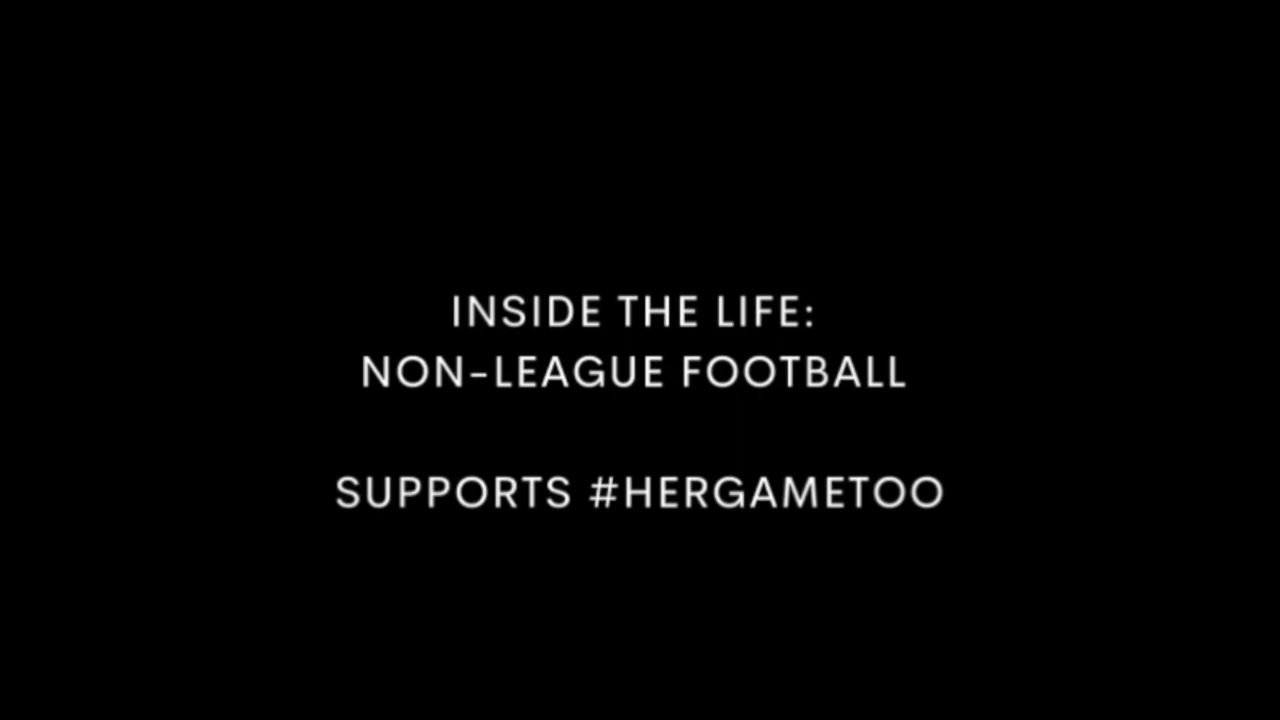 INSIDE THE LIFE:
NON-LEAGUE FOOTBALL
SUPPORTS #HERGAMETOO